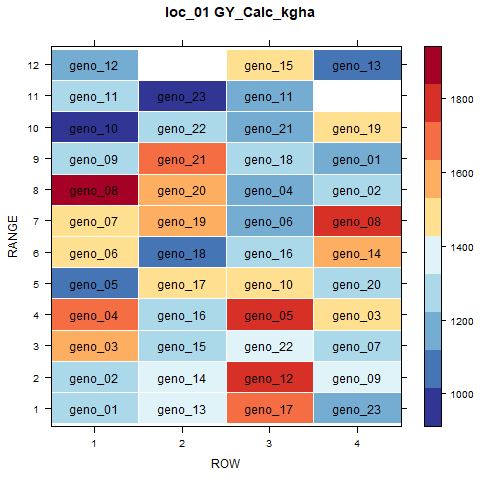 loc_01 GY_Calc_kgha
12 geno_12 geno_15 geno_13
11 geno_11 geno_23 geno_11
10 geno_10 geno_22 geno_21 geno_19
9 geno_09 geno_21 geno_18 geno_01
8 geno_08 geno_20 geno_04 geno_02
7 geno_07 geno_19 geno_06 geno_08
6 geno_06 geno_18 geno_16 geno_14
5 geno_05 geno_17 geno_10 geno_20
4 geno_04 geno_16 geno_05 geno_03
3 geno_03 geno_15 geno_22 geno_07
2 geno_02 geno_14 geno_12 geno_09
1 geno_01 geno_13 geno_17 geno_23
1 2 3 4
ROW
RANGE
1800
1600
1400
1200
1000